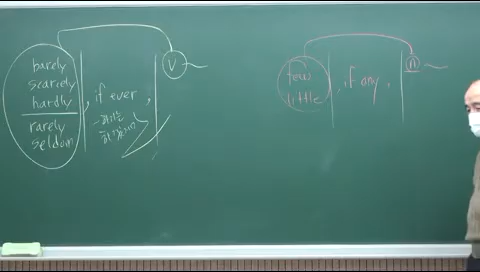 barely
scarcely
hardly
rarely
seldom
, if ever,
V
few
little
, if any,
n